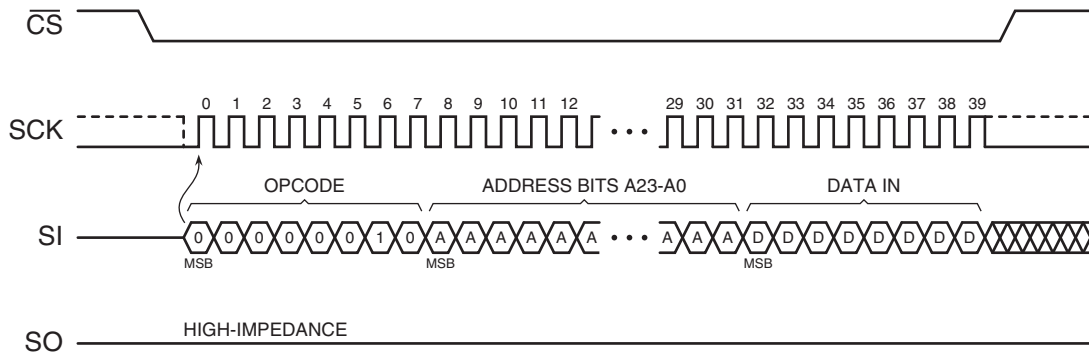 C̅S̅
0 1 2 3 4 5 6 7 8 9 10 11 12 29 30 31 32 33 34 35 36 37 38 39
SCK
OPCODE ADDRESS BITS A23-A0 DATA IN
SI 0 0 0 0 0 0 1 0 A A A A A A A A A D D D D D D D D
MSB MSB MSB
HIGH-IMPEDANCE
SO